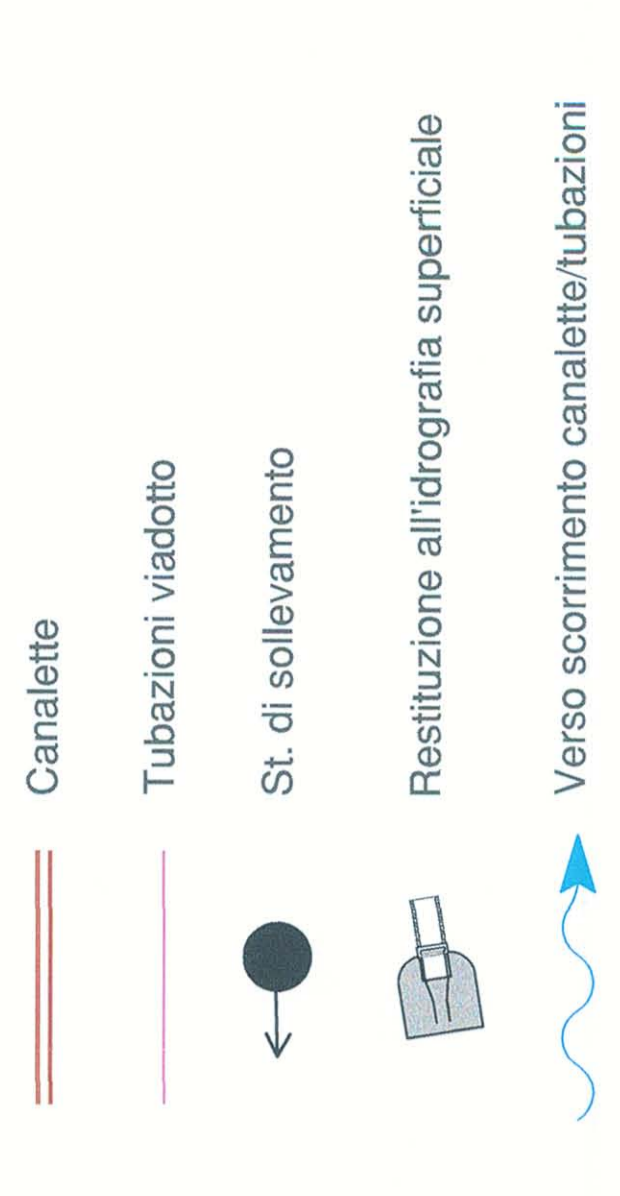 Canalette
Tubazioni viadotto
St. di sollevamento
Restituzione all'idrografia superficiale
Verso scorrimento canalette/tubazioni